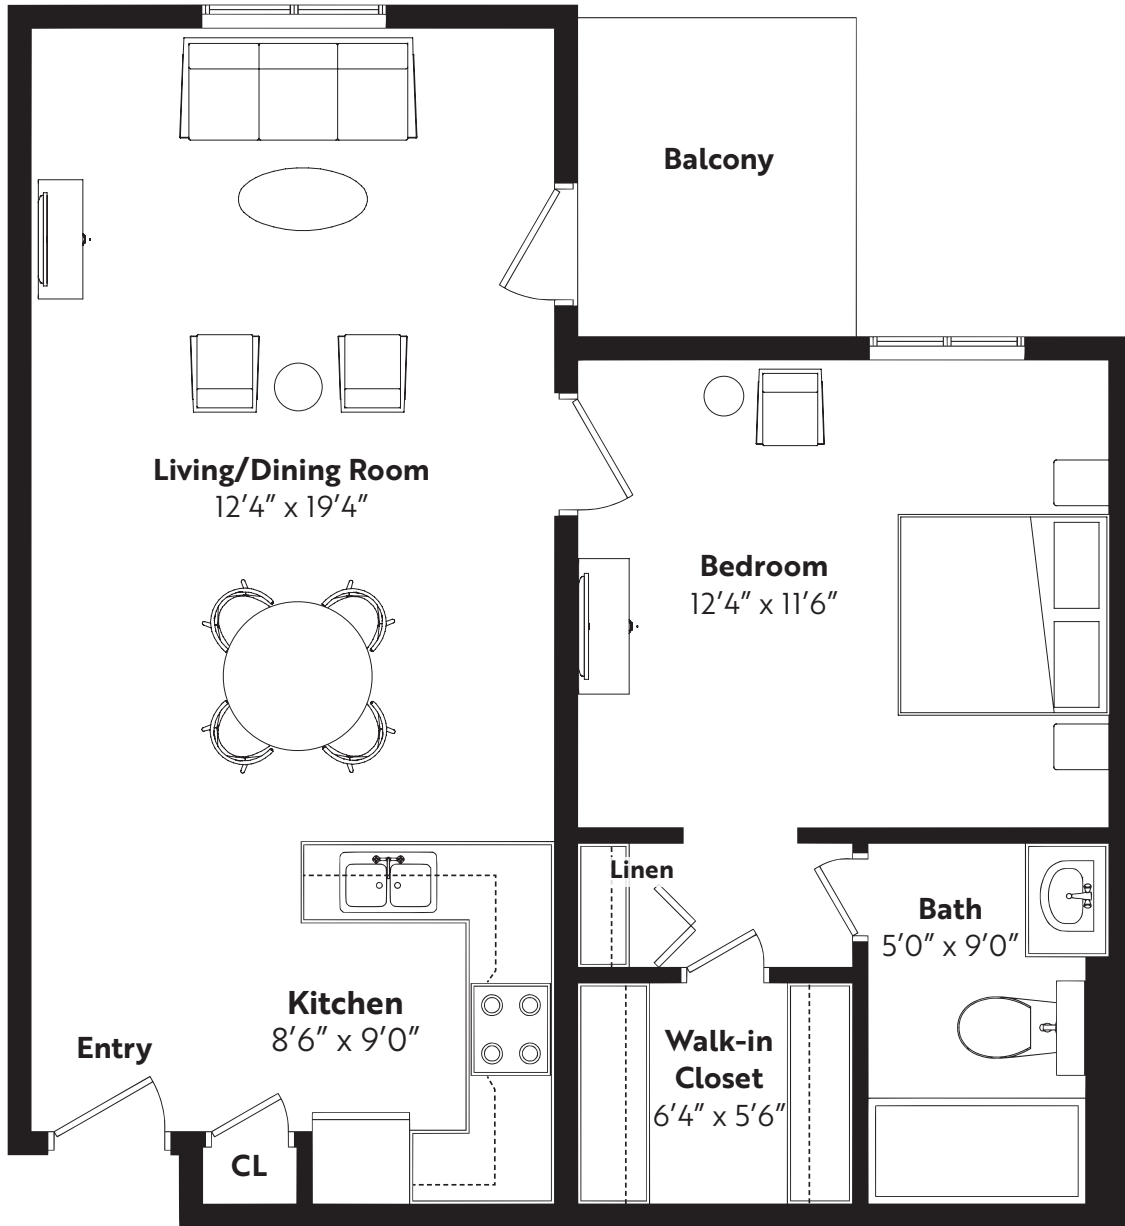 Balcony
Living/Dining Room
12′4″ x 19′4″
Bedroom
12′4″ x 11′6″
Linen
Bath
5′0″ x 9′0″
Kitchen
8′6″ x 9′0″
Entry
Walk-in
Closet
6′4″ x 5′6″
CL